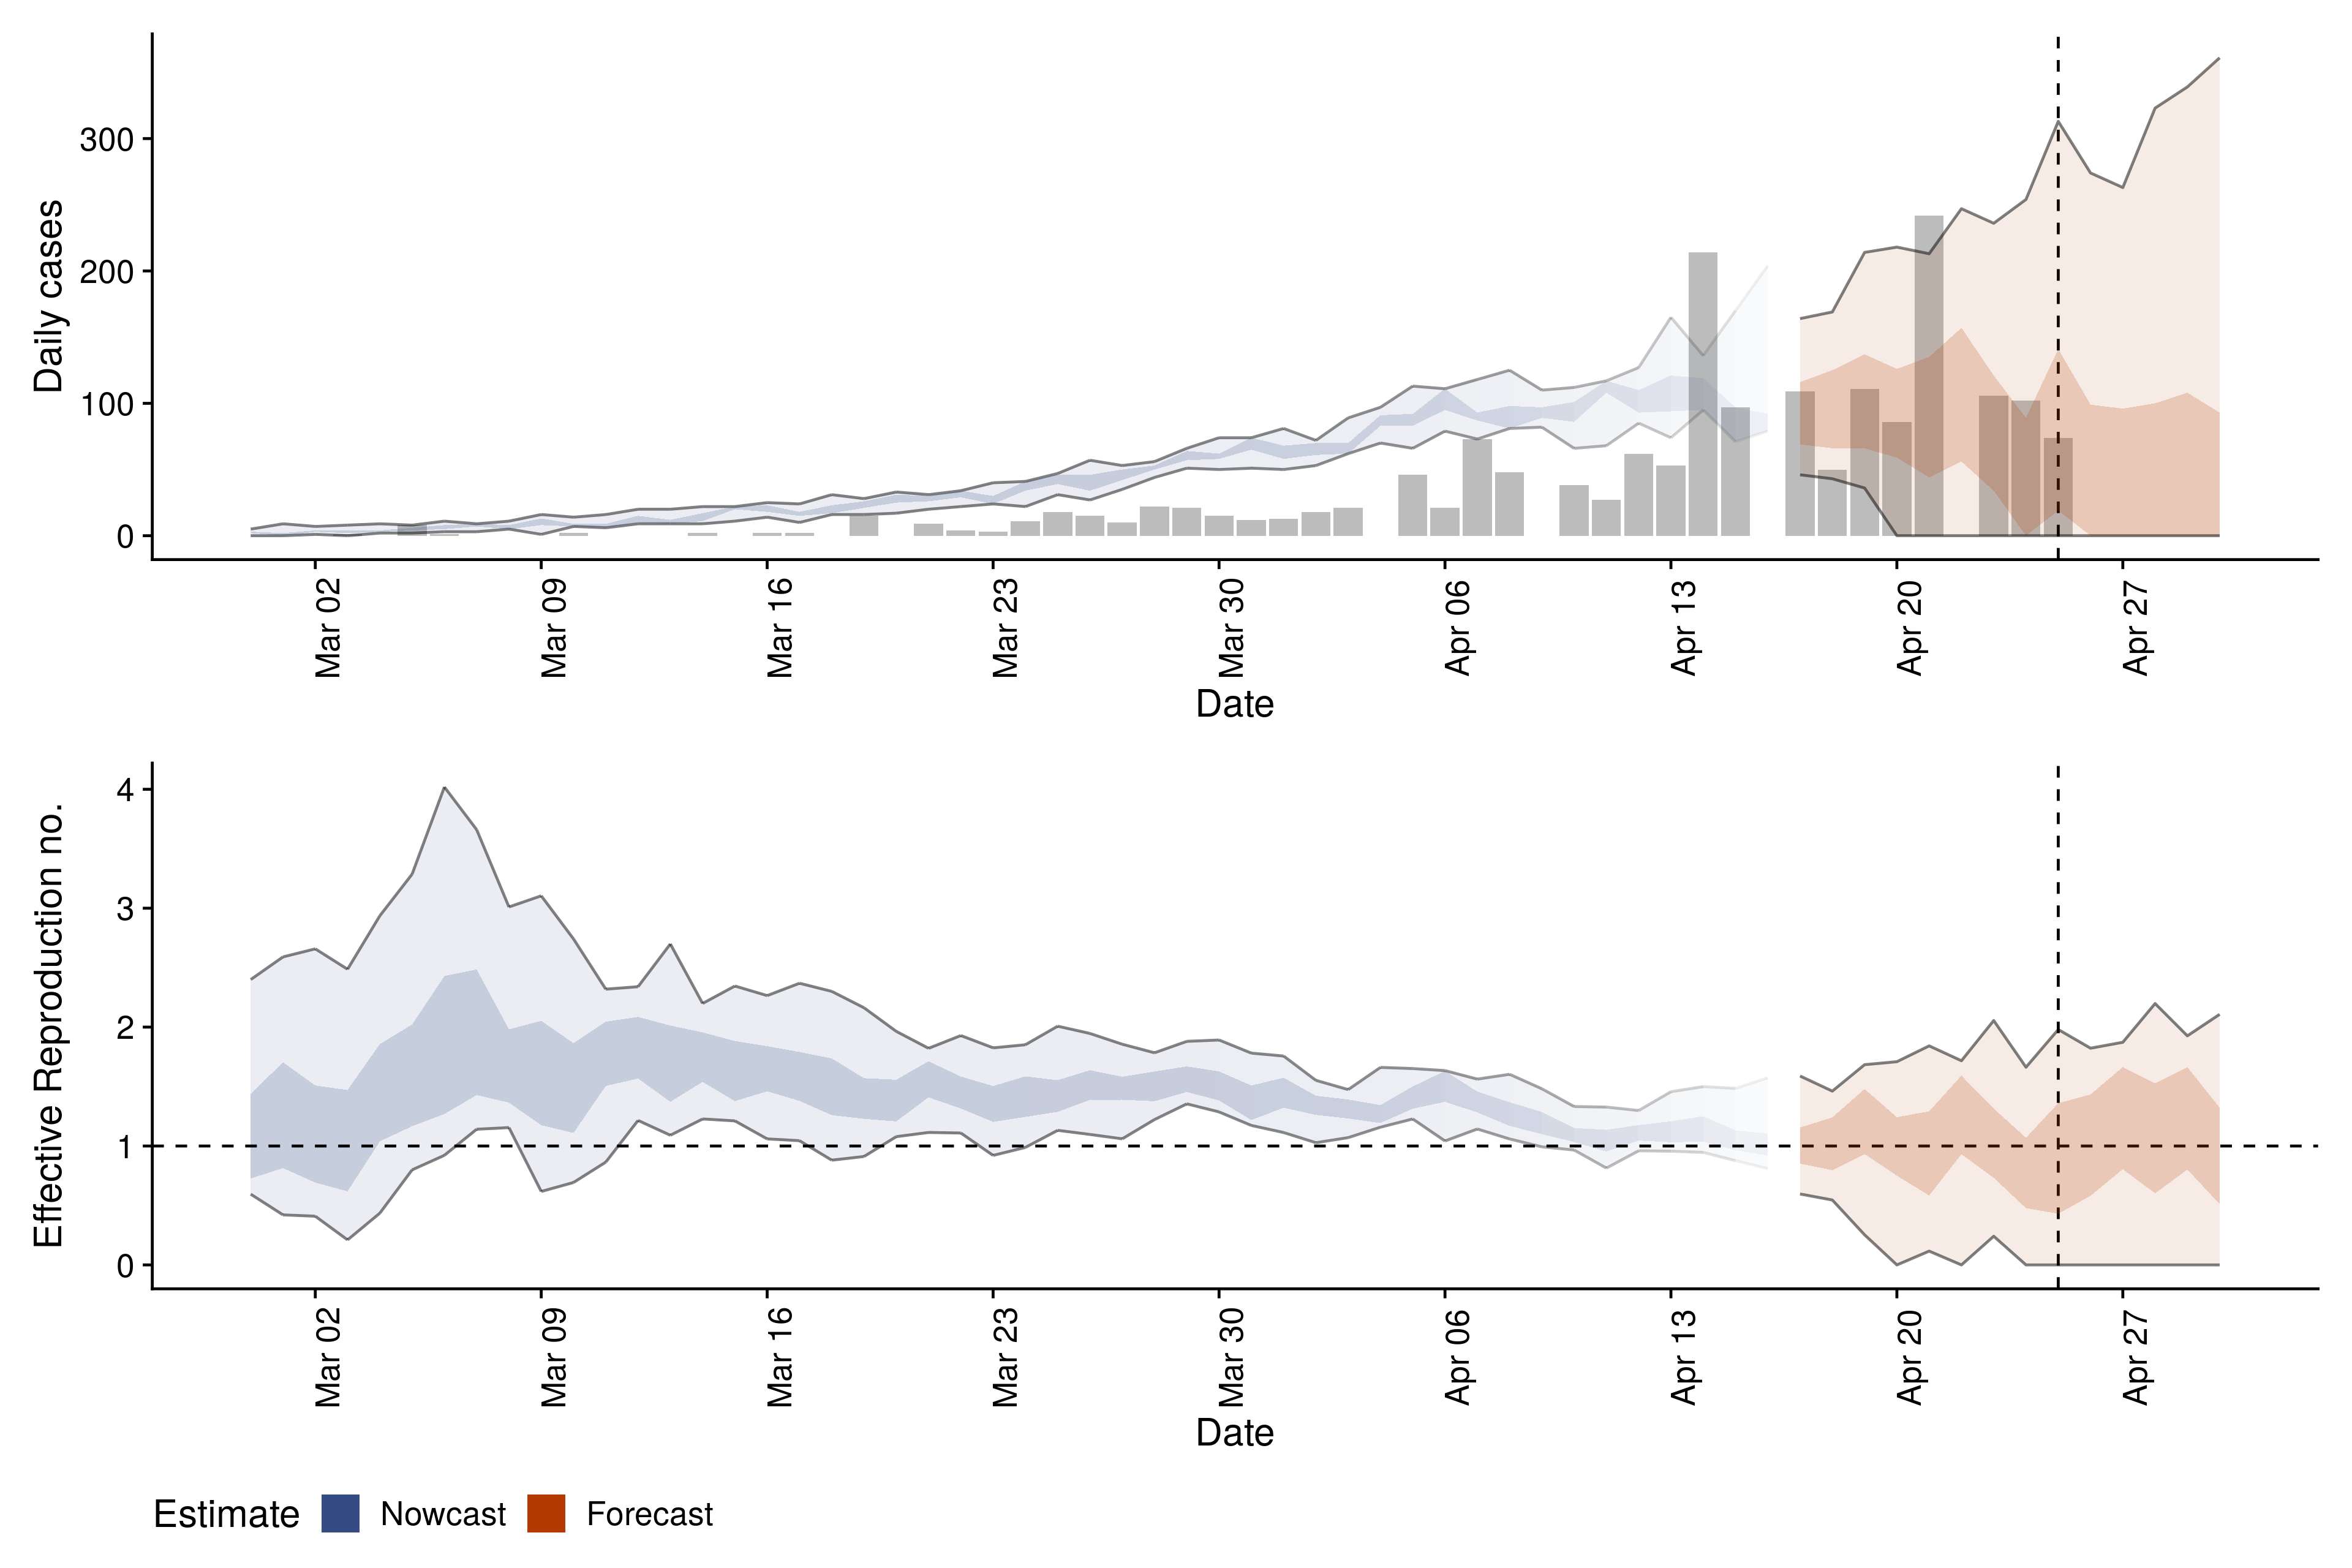 Daily cases
300
200
100
0
Mar 02
Mar 09
Mar 16
Mar 23
Mar 30
Apr 06
Apr 13
Apr 20
Apr 27
Date
Effective Reproduction no.
4
3
2
1
0
Mar 02
Mar 09
Mar 16
Mar 23
Mar 30
Apr 06
Apr 13
Apr 20
Apr 27
Date
Estimate Nowcast Forecast